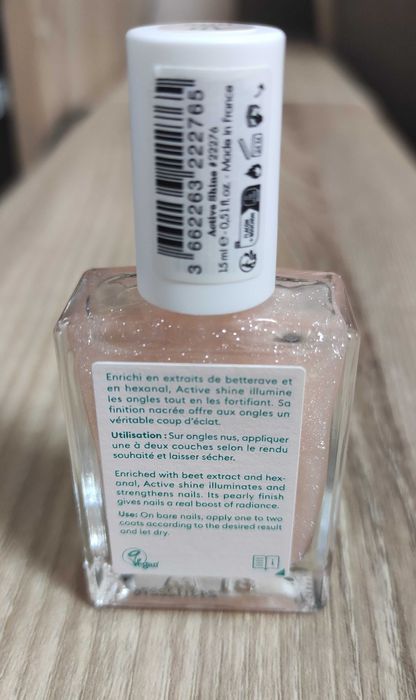 3 662263 222765
Active Shine #22276
15 ml e - 0,51 fl. oz. - Made in France
Enrichi en extraits de betterave et
en hexanal, Active shine illumine
les ongles tout en les fortifiant. Sa
finition nacrée offre aux ongles un
véritable coup d'éclat.
Utilisation : Sur ongles nus, appliquer
une à deux couches selon le rendu
souhaité et laisser sécher.
Enriched with beet extract and hex-
anal, Active shine illuminates and
strengthens nails. Its pearly finish
gives nails a real boost of radiance.
Use: On bare nails, apply one to two
coats according to the desired result
and let dry.
Vegan